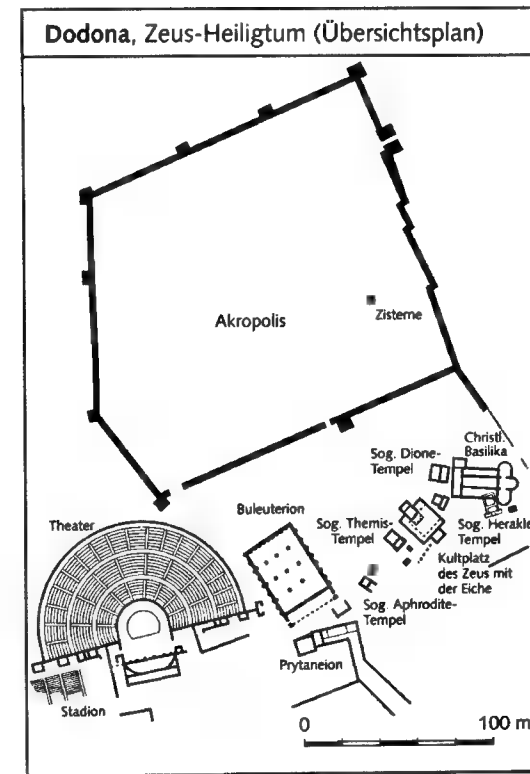 Dodona, Zeus-Heiligtum (Übersichtsplan)
Akropolis
Zisterne
Christl.
Basilika
Sog. Dione-
Tempel
Theater
Buleuterion
Sog. Themis-
Tempel
Sog. Herakle
Tempel
Kultplatz
des Zeus mit
der Eiche
Sog. Aphrodite-
Tempel
Prytaneion
Stadion
0 100 m